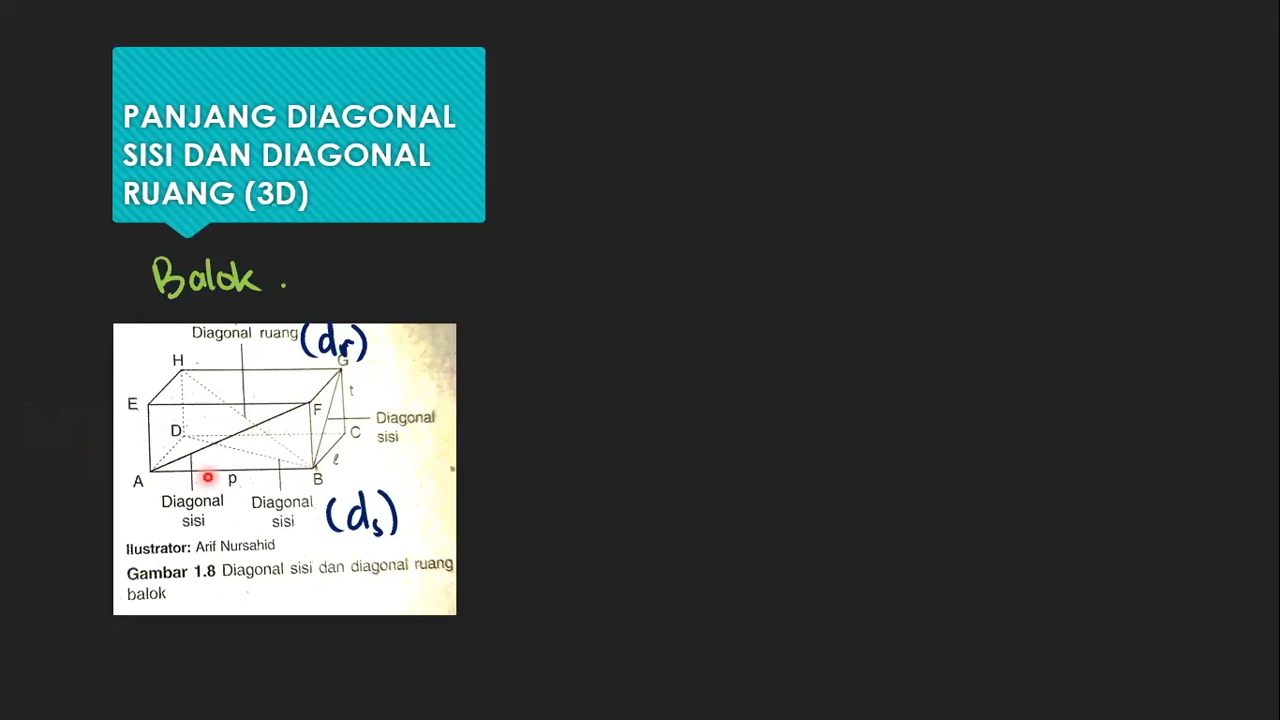 PANJANG DIAGONAL
SISI DAN DIAGONAL
RUANG (3D)
Balok .
Diagonal ruang (dr)
H
G
E
t
F
Diagonal
sisi
D
C
l
A
p
B
Diagonal
sisi
Diagonal
sisi
(ds)
Ilustrator: Arif Nursahid
Gambar 1.8 Diagonal sisi dan diagonal ruang
balok